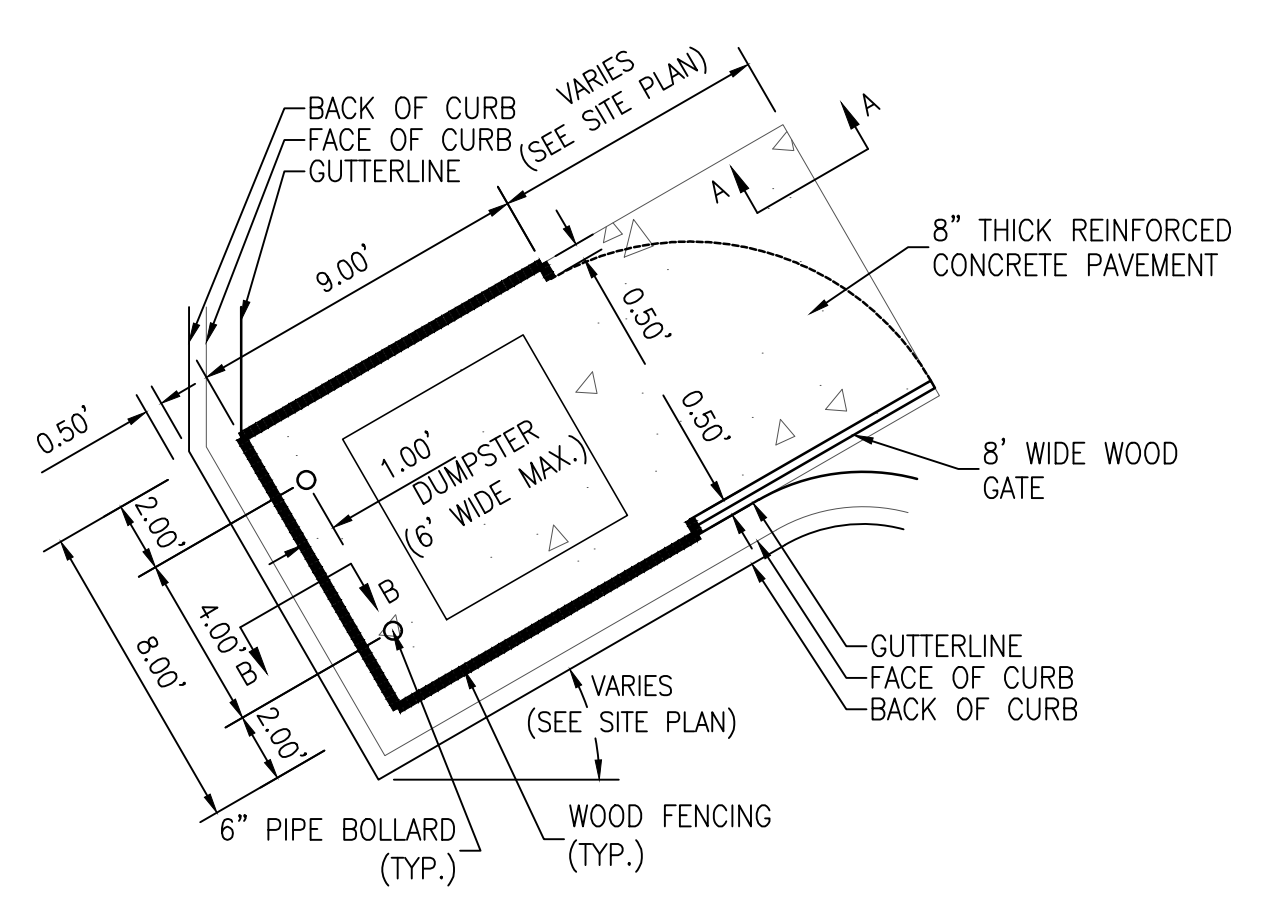 VARIES
(SEE SITE PLAN)
A
A
BACK OF CURB
FACE OF CURB
GUTTERLINE
9.00'
8” THICK REINFORCED
CONCRETE PAVEMENT
0.50'
0.50'
0.50'
1.00'
DUMPSTER
(6' WIDE MAX.)
8' WIDE WOOD
GATE
2.00'
4.00'
8.00'
2.00'
B
B
GUTTERLINE
FACE OF CURB
BACK OF CURB
VARIES
(SEE SITE PLAN)
6” PIPE BOLLARD
(TYP.)
WOOD FENCING
(TYP.)